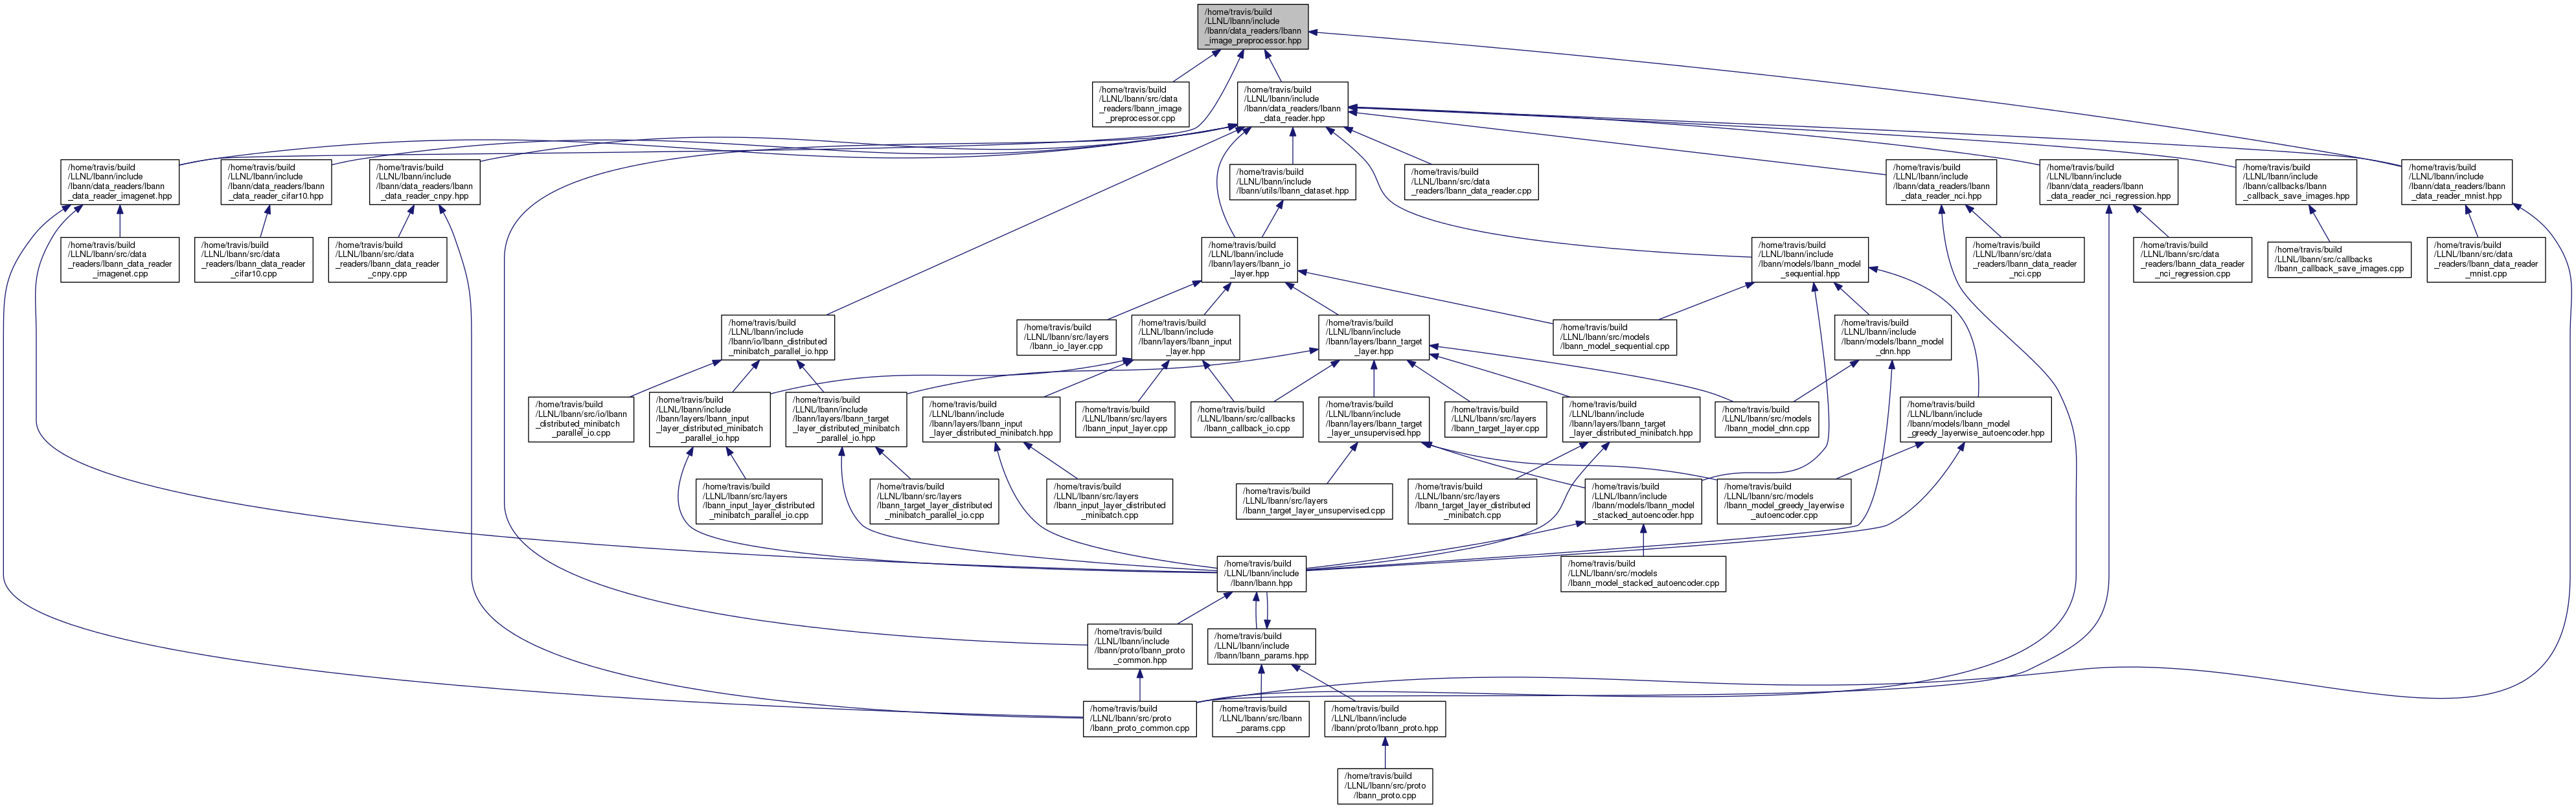 /home/travis/build
/LLNL/lbann/include
/lbann/data_readers/lbann
_image_preprocessor.hpp
/home/travis/build
/LLNL/lbann/src/data
_readers/lbann_image
_preprocessor.cpp
/home/travis/build
/LLNL/lbann/include
/lbann/data_readers/lbann
_data_reader.hpp
/home/travis/build
/LLNL/lbann/include
/lbann/data_readers/lbann
_data_reader_imagenet.hpp
/home/travis/build
/LLNL/lbann/include
/lbann/data_readers/lbann
_data_reader_cifar10.hpp
/home/travis/build
/LLNL/lbann/include
/lbann/data_readers/lbann
_data_reader_cnpy.hpp
/home/travis/build
/LLNL/lbann/include
/lbann/utils/lbann_dataset.hpp
/home/travis/build
/LLNL/lbann/src/data
_readers/lbann_data_reader.cpp
/home/travis/build
/LLNL/lbann/include
/lbann/data_readers/lbann
_data_reader_nci.hpp
/home/travis/build
/LLNL/lbann/include
/lbann/data_readers/lbann
_data_reader_nci_regression.hpp
/home/travis/build
/LLNL/lbann/include
/lbann/callbacks/lbann
_callback_save_images.hpp
/home/travis/build
/LLNL/lbann/include
/lbann/data_readers/lbann
_data_reader_mnist.hpp
/home/travis/build
/LLNL/lbann/src/data
_readers/lbann_data_reader
_imagenet.cpp
/home/travis/build
/LLNL/lbann/src/data
_readers/lbann_data_reader
_cifar10.cpp
/home/travis/build
/LLNL/lbann/src/data
_readers/lbann_data_reader
_cnpy.cpp
/home/travis/build
/LLNL/lbann/include
/lbann/layers/lbann_io
_layer.hpp
/home/travis/build
/LLNL/lbann/include
/lbann/models/lbann_model
_sequential.hpp
/home/travis/build
/LLNL/lbann/src/data
_readers/lbann_data_reader
_nci.cpp
/home/travis/build
/LLNL/lbann/src/data
_readers/lbann_data_reader
_nci_regression.cpp
/home/travis/build
/LLNL/lbann/src/callbacks
/lbann_callback_save_images.cpp
/home/travis/build
/LLNL/lbann/src/data
_readers/lbann_data_reader
_mnist.cpp
/home/travis/build
/LLNL/lbann/include
/lbann/io/lbann_distributed
_minibatch_parallel_io.hpp
/home/travis/build
/LLNL/lbann/src/layers
/lbann_io_layer.cpp
/home/travis/build
/LLNL/lbann/include
/lbann/layers/lbann_input
_layer.hpp
/home/travis/build
/LLNL/lbann/include
/lbann/layers/lbann_target
_layer.hpp
/home/travis/build
/LLNL/lbann/src/models
/lbann_model_sequential.cpp
/home/travis/build
/LLNL/lbann/include
/lbann/models/lbann_model
_dnn.hpp
/home/travis/build
/LLNL/lbann/src/io/lbann
_distributed_minibatch
_parallel_io.cpp
/home/travis/build
/LLNL/lbann/include
/lbann/layers/lbann_input
_layer_distributed_minibatch
_parallel_io.hpp
/home/travis/build
/LLNL/lbann/include
/lbann/layers/lbann_target
_layer_distributed_minibatch
_parallel_io.hpp
/home/travis/build
/LLNL/lbann/include
/lbann/layers/lbann_input
_layer_distributed_minibatch.hpp
/home/travis/build
/LLNL/lbann/src/layers
/lbann_input_layer.cpp
/home/travis/build
/LLNL/lbann/src/callbacks
/lbann_callback_io.cpp
/home/travis/build
/LLNL/lbann/include
/lbann/layers/lbann_target
_layer_unsupervised.hpp
/home/travis/build
/LLNL/lbann/src/layers
/lbann_target_layer.cpp
/home/travis/build
/LLNL/lbann/include
/lbann/layers/lbann_target
_layer_distributed_minibatch.hpp
/home/travis/build
/LLNL/lbann/src/models
/lbann_model_dnn.cpp
/home/travis/build
/LLNL/lbann/include
/lbann/models/lbann_model
_greedy_layerwise_autoencoder.hpp
/home/travis/build
/LLNL/lbann/src/layers
/lbann_input_layer_distributed
_minibatch_parallel_io.cpp
/home/travis/build
/LLNL/lbann/src/layers
/lbann_target_layer_distributed
_minibatch_parallel_io.cpp
/home/travis/build
/LLNL/lbann/src/layers
/lbann_input_layer_distributed
_minibatch.cpp
/home/travis/build
/LLNL/lbann/src/layers
/lbann_target_layer_unsupervised.cpp
/home/travis/build
/LLNL/lbann/src/layers
/lbann_target_layer_distributed
_minibatch.cpp
/home/travis/build
/LLNL/lbann/include
/lbann/models/lbann_model
_stacked_autoencoder.hpp
/home/travis/build
/LLNL/lbann/src/models
/lbann_model_greedy_layerwise
_autoencoder.cpp
/home/travis/build
/LLNL/lbann/include
/lbann/lbann.hpp
/home/travis/build
/LLNL/lbann/src/models
/lbann_model_stacked_autoencoder.cpp
/home/travis/build
/LLNL/lbann/include
/lbann/proto/lbann_proto
_common.hpp
/home/travis/build
/LLNL/lbann/include
/lbann/lbann_params.hpp
/home/travis/build
/LLNL/lbann/src/proto
/lbann_proto_common.cpp
/home/travis/build
/LLNL/lbann/src/lbann
_params.cpp
/home/travis/build
/LLNL/lbann/include
/lbann/proto/lbann_proto.hpp
/home/travis/build
/LLNL/lbann/src/proto
/lbann_proto.cpp